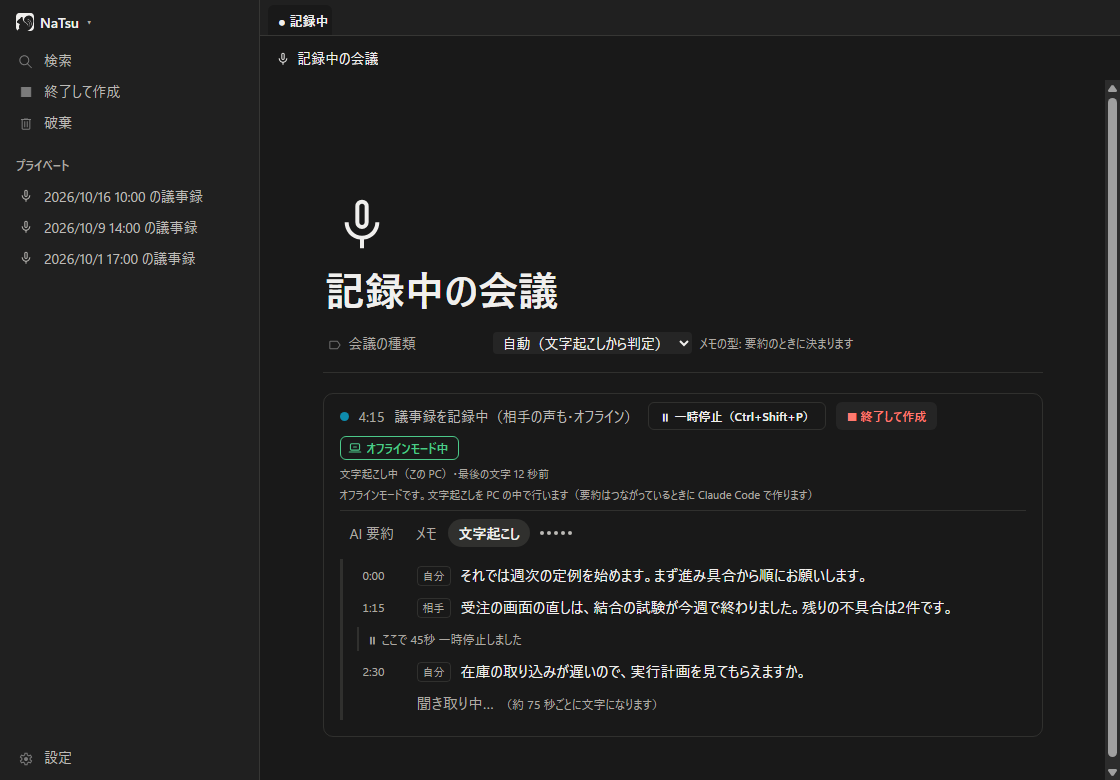 NaTsu
検索
終了して作成
破棄
プライベート
2026/10/16 10:00 の議事録
2026/10/9 14:00 の議事録
2026/10/1 17:00 の議事録
設定
● 記録中
記録中の会議
記録中の会議
会議の種類 自動（文字起こしから判定） メモの型: 要約のときに決まります
4:15 議事録を記録中（相手の声も・オフライン） 一時停止（Ctrl+Shift+P） 終了して作成
オフラインモード中
文字起こし中（この PC）・最後の文字 12 秒前
オフラインモードです。文字起こしを PC の中で行います（要約はつながっているときに Claude Code で作ります）
AI 要約 メモ 文字起こし
0:00 自分 それでは週次の定例を始めます。まず進み具合から順にお願いします。
1:15 相手 受注の画面の直しは、結合の試験が今週で終わりました。残りの不具合は2件です。
ここで 45秒 一時停止しました
2:30 自分 在庫の取り込みが遅いので、実行計画を見てもらえますか。
聞き取り中… （約 75 秒ごとに文字になります）